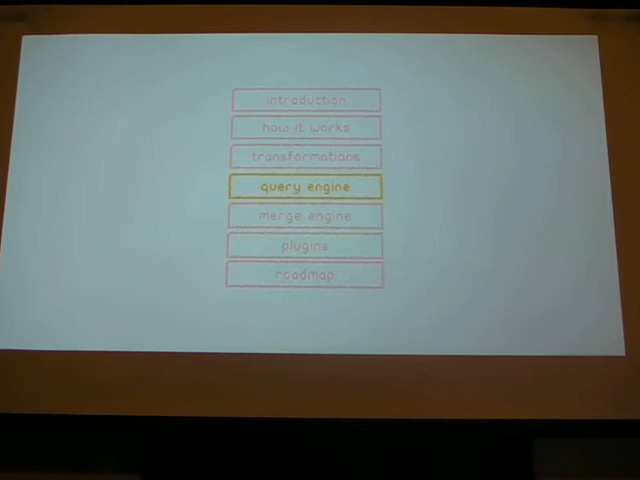 introduction
how it works
transformations
query engine
merge engine
plugins
roadmap